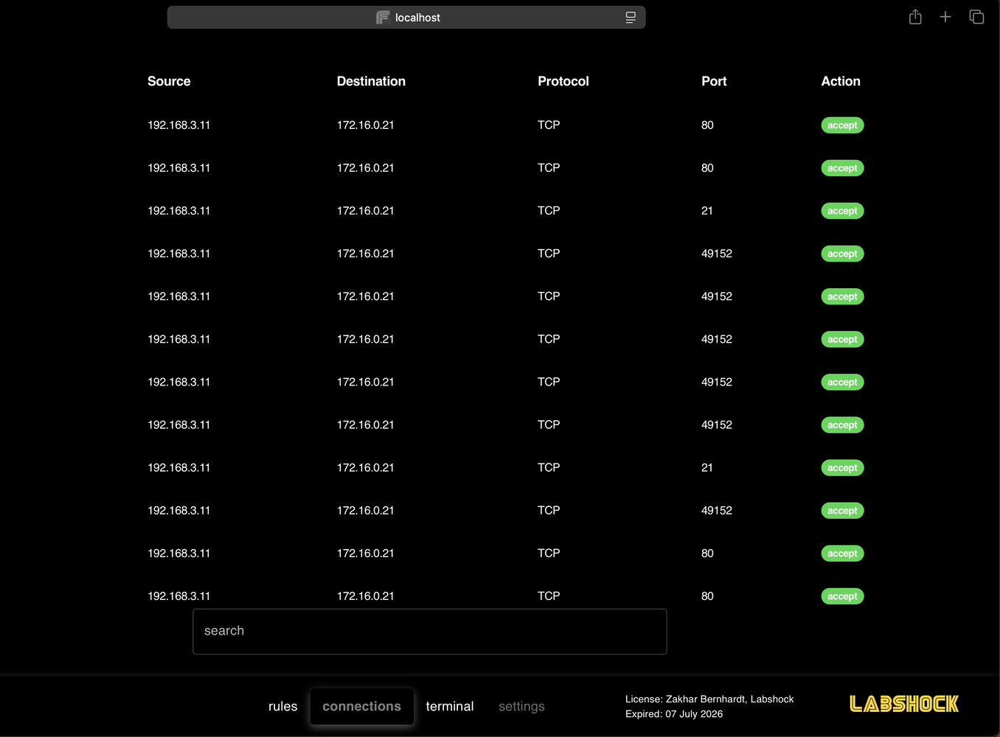 localhost
Source Destination Protocol Port Action
192.168.3.11 172.16.0.21 TCP 80 accept
192.168.3.11 172.16.0.21 TCP 80 accept
192.168.3.11 172.16.0.21 TCP 21 accept
192.168.3.11 172.16.0.21 TCP 49152 accept
192.168.3.11 172.16.0.21 TCP 49152 accept
192.168.3.11 172.16.0.21 TCP 49152 accept
192.168.3.11 172.16.0.21 TCP 49152 accept
192.168.3.11 172.16.0.21 TCP 49152 accept
192.168.3.11 172.16.0.21 TCP 21 accept
192.168.3.11 172.16.0.21 TCP 49152 accept
192.168.3.11 172.16.0.21 TCP 80 accept
192.168.3.11 172.16.0.21 TCP 80 accept
search
rules connections terminal settings
License: Zakhar Bernhardt, Labshock
Expired: 07 July 2026
LABSHOCK